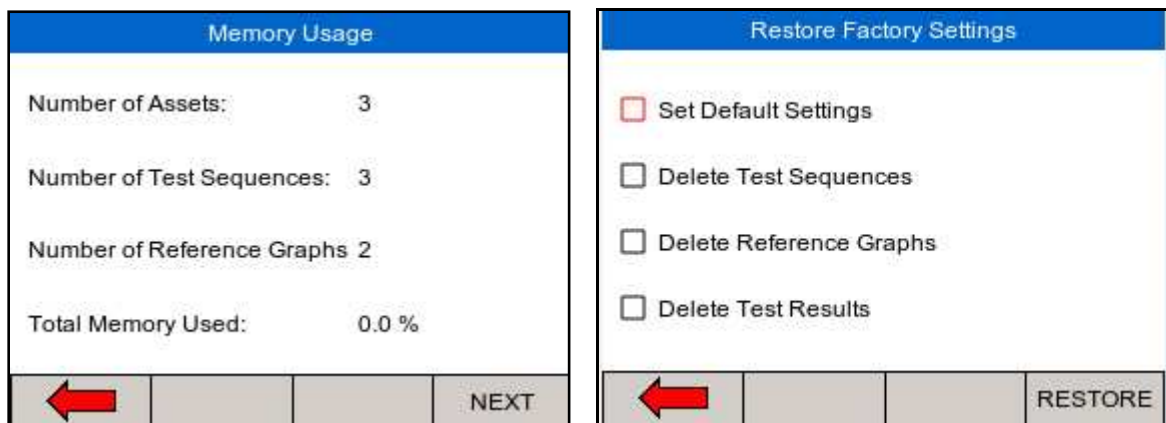 Memory Usage
Number of Assets: 3
Number of Test Sequences: 3
Number of Reference Graphs 2
Total Memory Used: 0.0 %
NEXT
Restore Factory Settings
Set Default Settings
Delete Test Sequences
Delete Reference Graphs
Delete Test Results
RESTORE